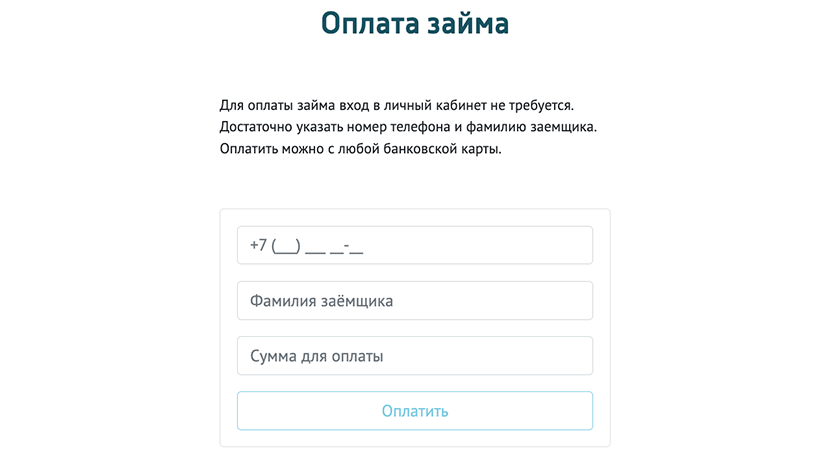 Оплата займа
Для оплаты займа вход в личный кабинет не требуется.
Достаточно указать номер телефона и фамилию заемщика.
Оплатить можно с любой банковской карты.
+7 (___) ___ __-__
Фамилия заёмщика
Сумма для оплаты
Оплатить